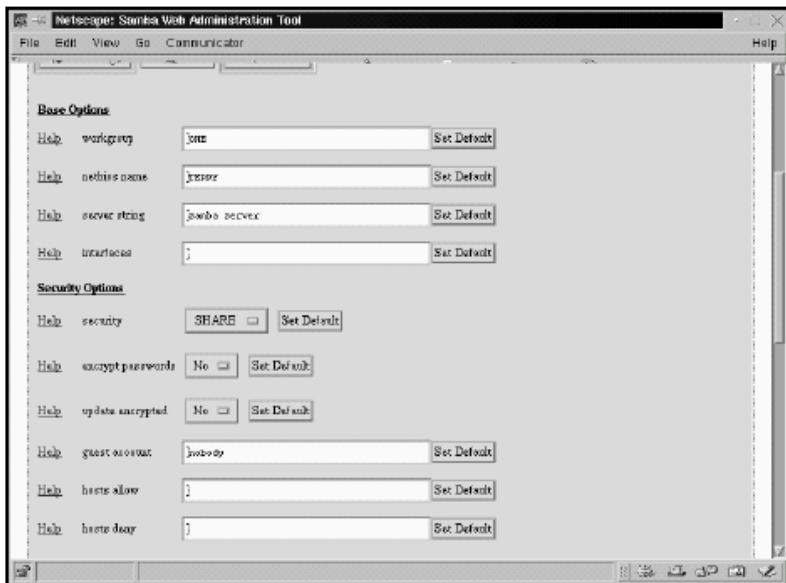 Netscape: Samba Web Administration Tool
File Edit View Go Communicator Help
Base Options
Help workgroup Set Default
Help netbios name Set Default
Help server string samba server Set Default
Help interfaces Set Default
Security Options
Help security SHARE Set Default
Help encrypt passwords No Set Default
Help update encrypted No Set Default
Help guest account nobody Set Default
Help hosts allow Set Default
Help hosts deny Set Default